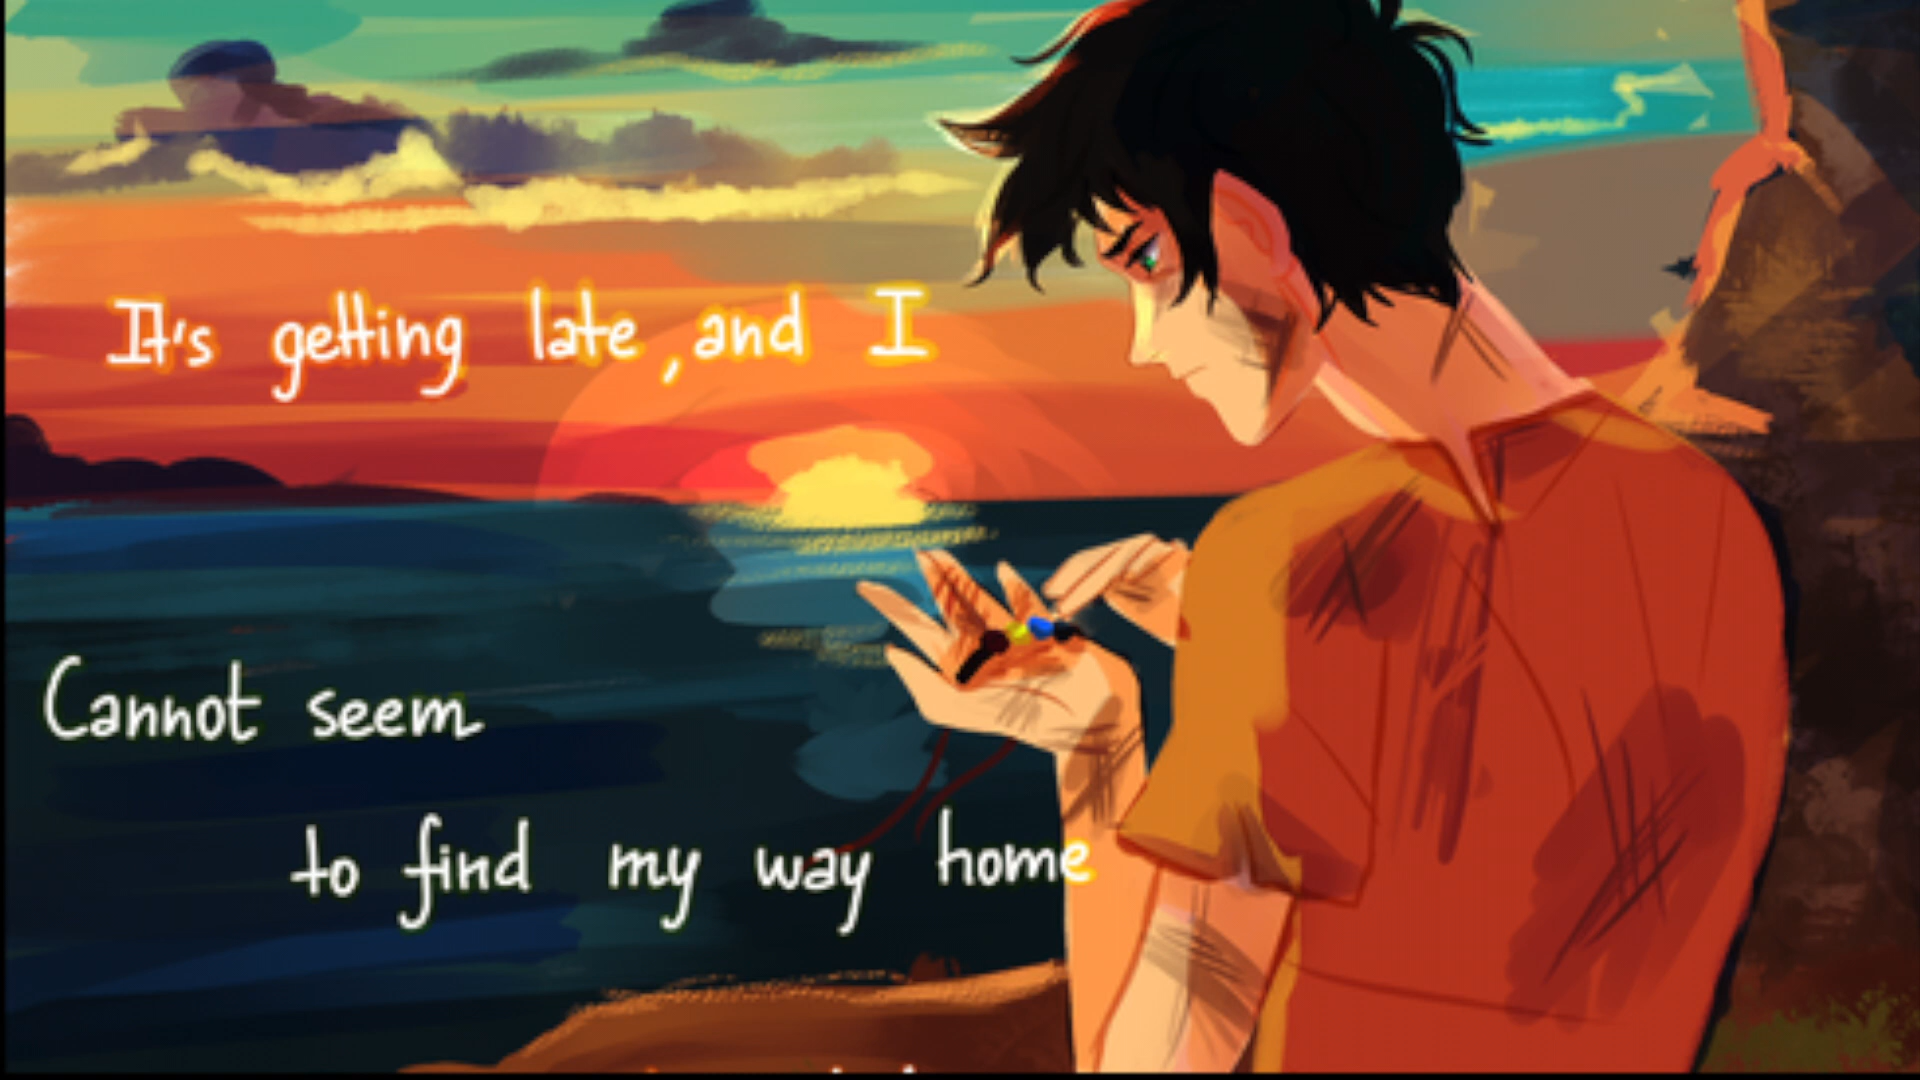 It's getting late, and I
Cannot seem
to find my way home